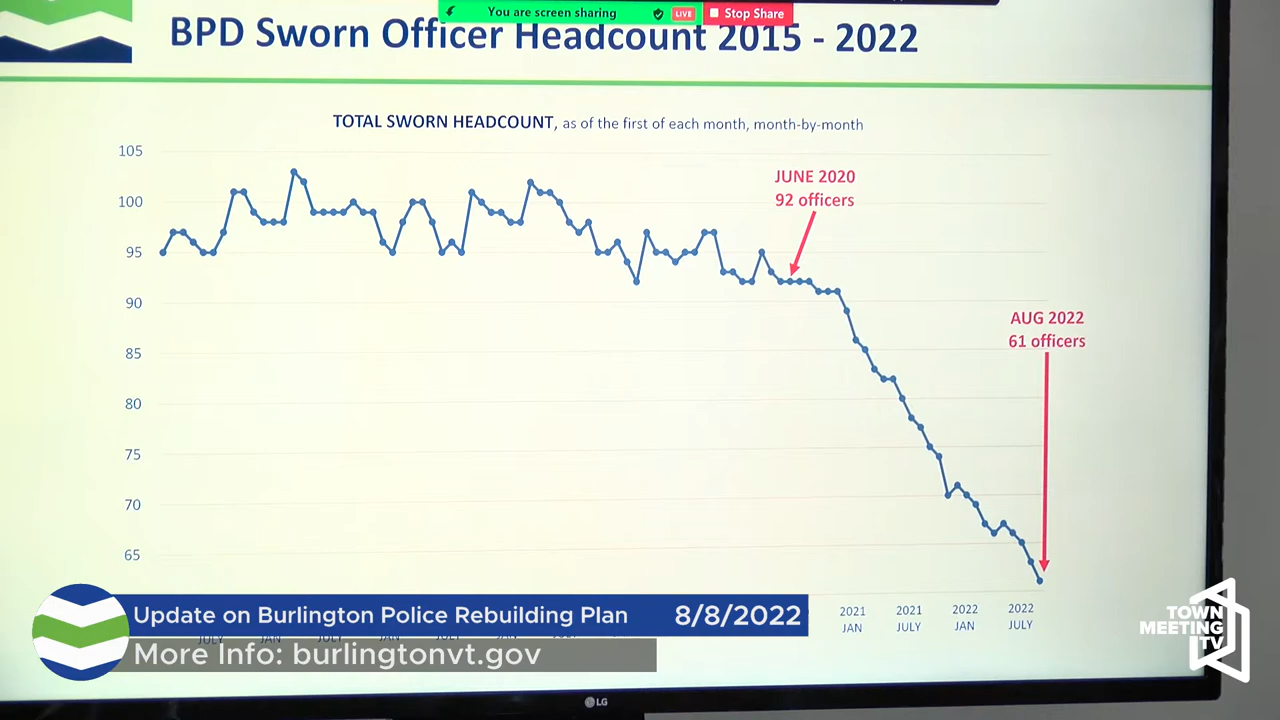 You are screen sharing
LIVE
Stop Share
BPD Sworn Officer Headcount 2015 - 2022
TOTAL SWORN HEADCOUNT, as of the first of each month, month-by-month
105
100
95
90
85
80
75
70
65
JUNE 2020
92 officers
AUG 2022
61 officers
2021
JAN
2021
JULY
2022
JAN
2022
JULY
Update on Burlington Police Rebuilding Plan 8/8/2022
More Info: burlingtonvt.gov
TOWN
MEETING
TV
LG